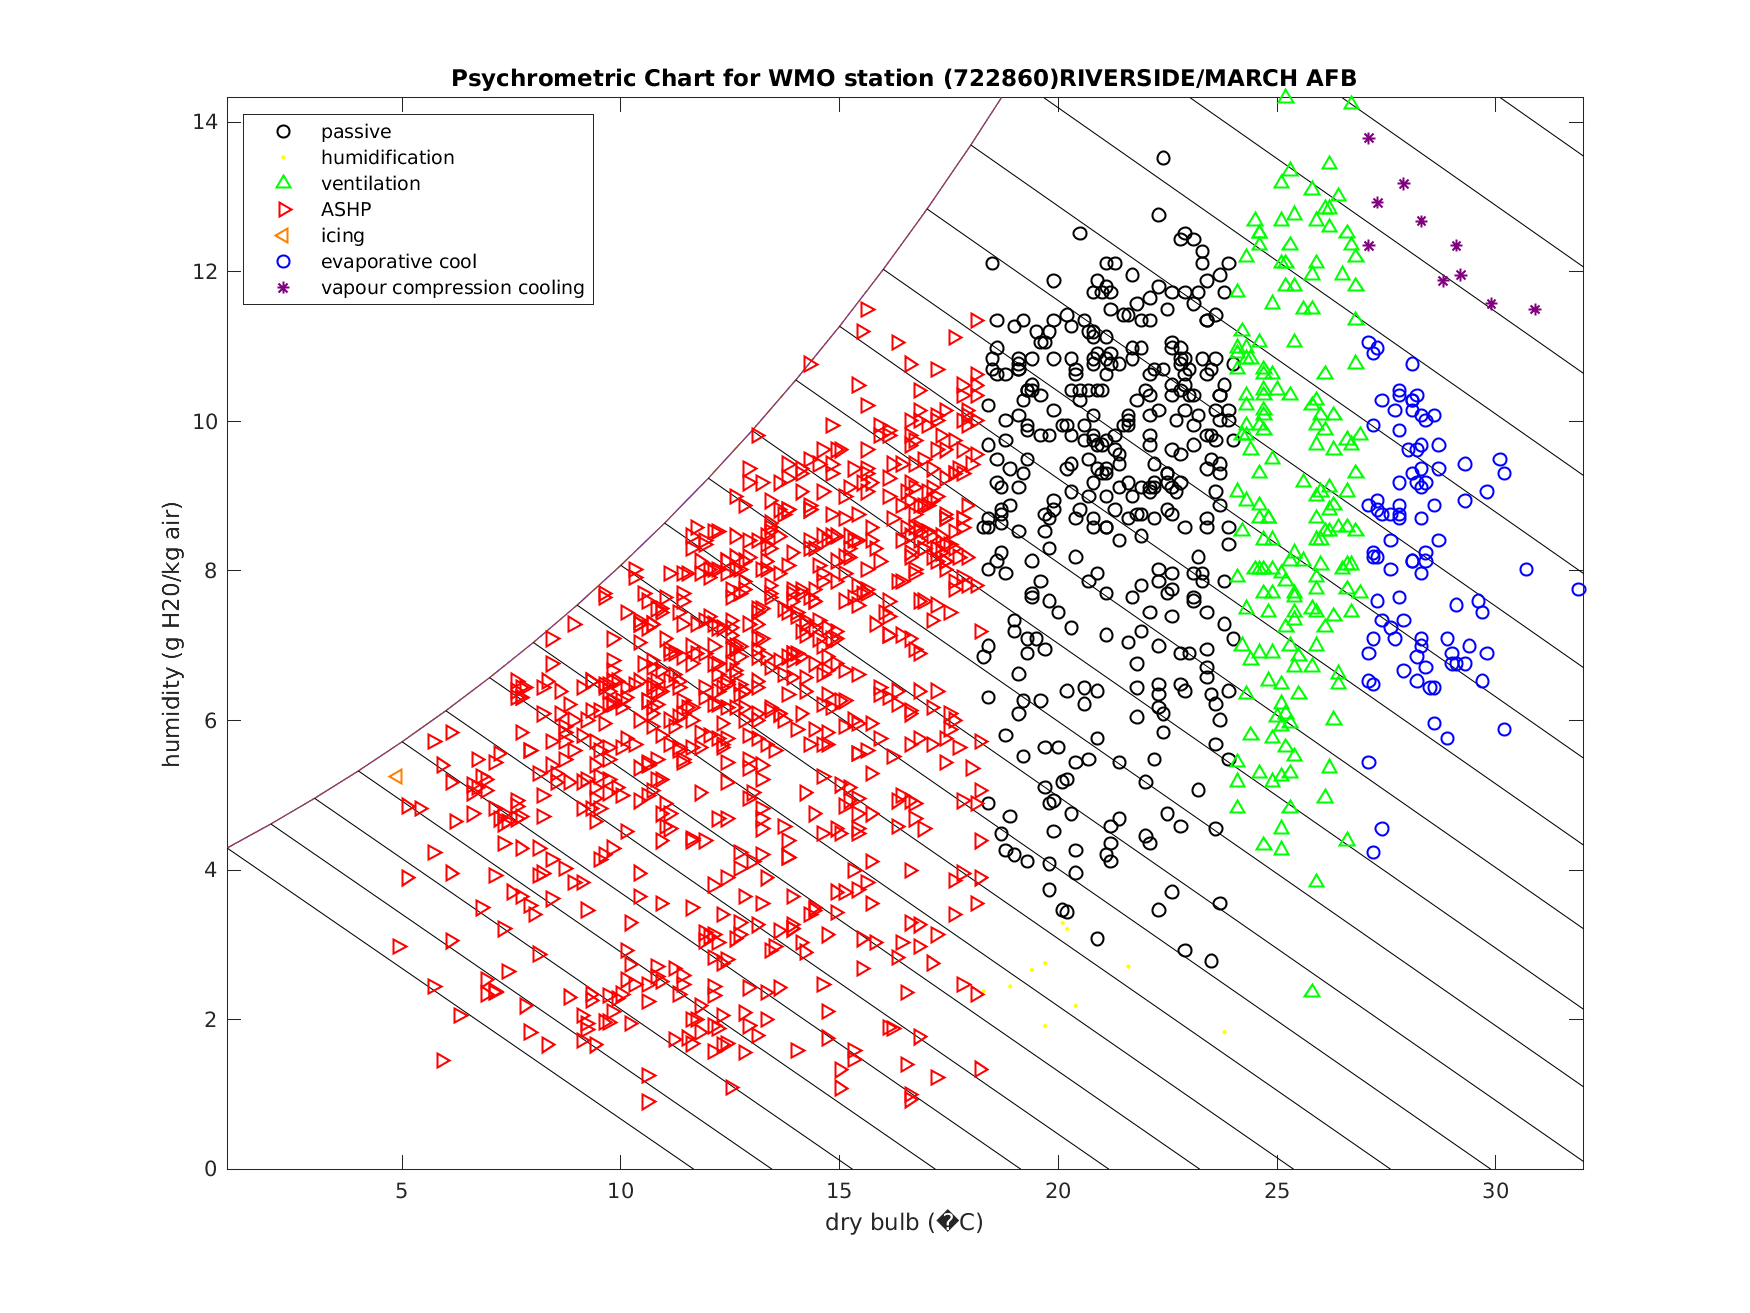 Psychrometric Chart for WMO station (722860)RIVERSIDE/MARCH AFB
passive
humidification
ventilation
ASHP
icing
evaporative cool
vapour compression cooling
humidity (g H20/kg air)
14
12
10
8
6
4
2
0
5 10 15 20 25 30
dry bulb (�C)